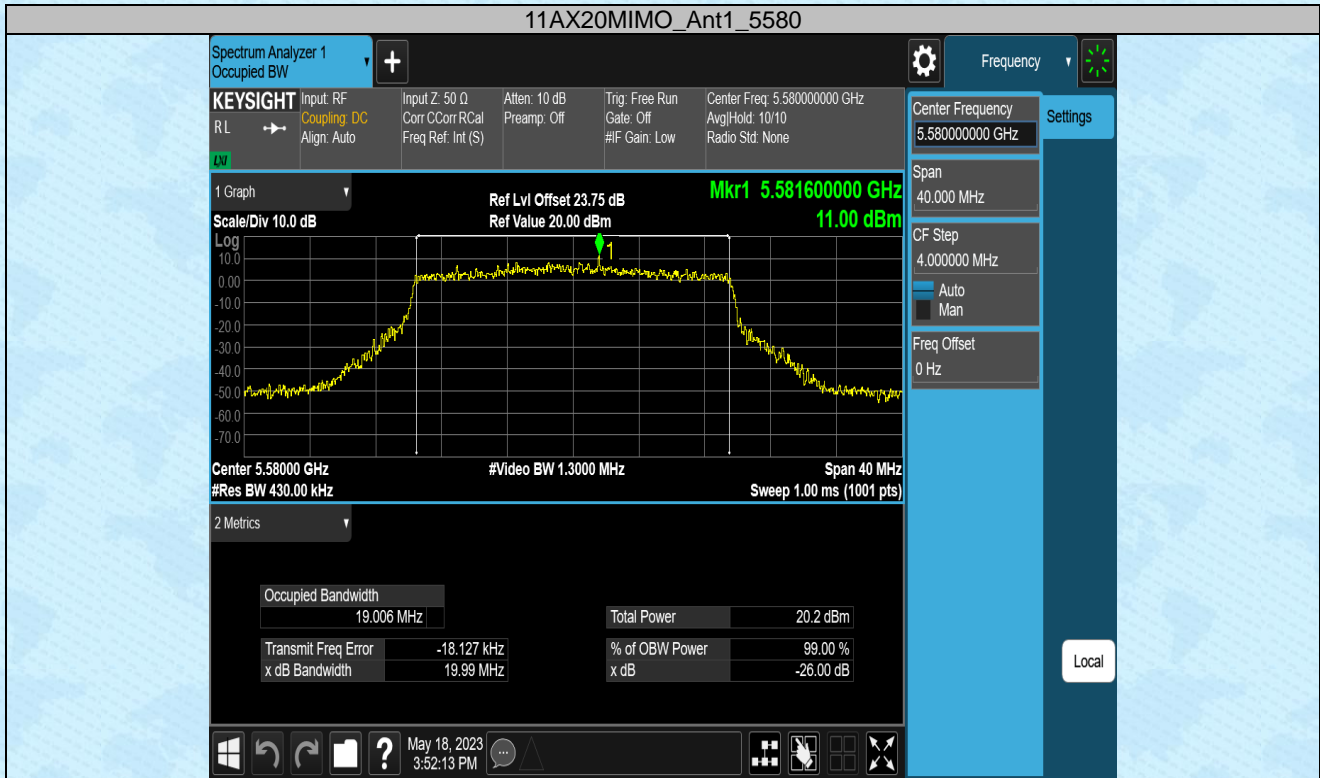 11AX20MIMO_Ant1_5580
Spectrum Analyzer 1
Occupied BW
Frequency
KEYSIGHT
RL
LXI
Input: RF
Coupling: DC
Align: Auto
Input Z: 50 Ω
Corr CCorr RCal
Freq Ref: Int (S)
Atten: 10 dB
Preamp: Off
Trig: Free Run
Gate: Off
#IF Gain: Low
Center Freq: 5.580000000 GHz
Avg|Hold: 10/10
Radio Std: None
Center Frequency
5.580000000 GHz
Settings
Span
40.000 MHz
CF Step
4.000000 MHz
Auto
Man
Freq Offset
0 Hz
Local
1 Graph
Scale/Div 10.0 dB
Ref Lvl Offset 23.75 dB
Ref Value 20.00 dBm
Mkr1 5.581600000 GHz
11.00 dBm
Log
1
10.0
0.00
-10.0
-20.0
-30.0
-40.0
-50.0
-60.0
-70.0
Center 5.58000 GHz
#Video BW 1.3000 MHz
Span 40 MHz
#Res BW 430.00 kHz
Sweep 1.00 ms (1001 pts)
2 Metrics
Occupied Bandwidth
19.006 MHz
Total Power 20.2 dBm
Transmit Freq Error -18.127 kHz
% of OBW Power 99.00 %
x dB Bandwidth 19.99 MHz
x dB -26.00 dB
?
May 18, 2023
3:52:13 PM